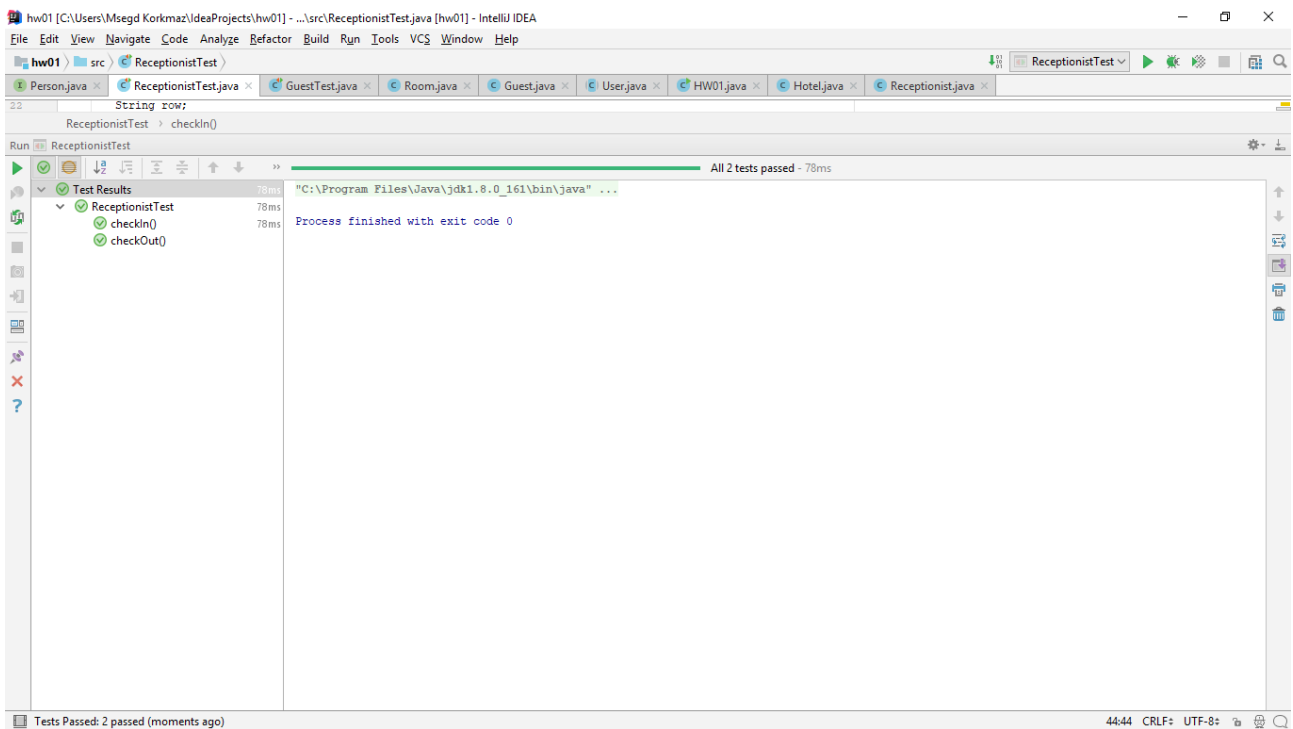 hw01 [C:\Users\Msegd Korkmaz\IdeaProjects\hw01] - ...\src\ReceptionistTest.java [hw01] - IntelliJ IDEA
File Edit View Navigate Code Analyze Refactor Build Run Tools VCS Window Help
hw01 src ReceptionistTest ReceptionistTest
Person.java ReceptionistTest.java GuestTest.java Room.java Guest.java User.java HW01.java Hotel.java Receptionist.java
22 String row;
ReceptionistTest › checkIn()
Run ReceptionistTest
All 2 tests passed - 78ms
Test Results 78ms "C:\Program Files\Java\jdk1.8.0_161\bin\java" ...
ReceptionistTest 78ms
checkIn() 78ms Process finished with exit code 0
checkOut()
Tests Passed: 2 passed (moments ago) 44:44 CRLF UTF-8